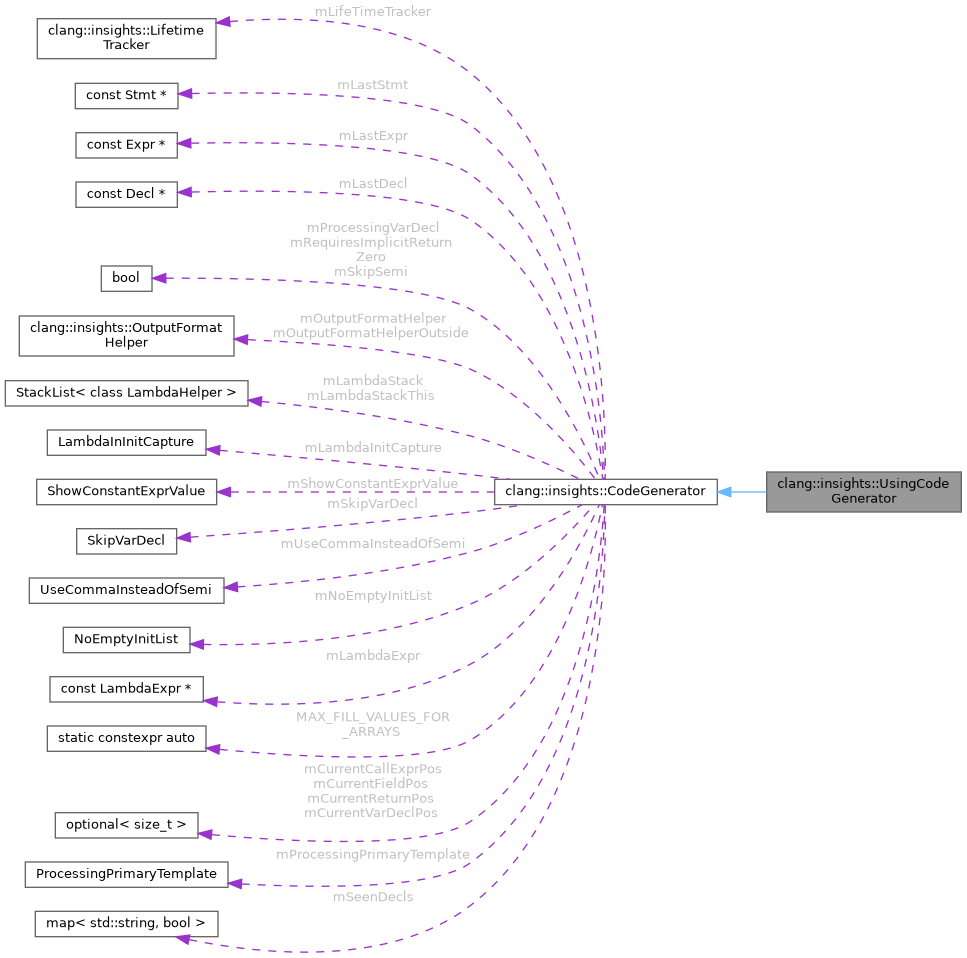 mLifeTimeTracker
clang::insights::Lifetime
Tracker
mLastStmt
const Stmt *
mLastExpr
const Expr *
mLastDecl
const Decl *
mProcessingVarDecl
mRequiresImplicitReturn
Zero
mSkipSemi
bool
mOutputFormatHelper
mOutputFormatHelperOutside
clang::insights::OutputFormat
Helper
mLambdaStack
mLambdaStackThis
StackList< class LambdaHelper >
LambdaInInitCapture
mLambdaInitCapture
ShowConstantExprValue
mShowConstantExprValue
clang::insights::CodeGenerator
clang::insights::UsingCode
Generator
mSkipVarDecl
SkipVarDecl
mUseCommaInsteadOfSemi
UseCommaInsteadOfSemi
mNoEmptyInitList
NoEmptyInitList
mLambdaExpr
const LambdaExpr *
MAX_FILL_VALUES_FOR
_ARRAYS
static constexpr auto
mCurrentCallExprPos
mCurrentFieldPos
mCurrentReturnPos
mCurrentVarDeclPos
optional< size_t >
mProcessingPrimaryTemplate
ProcessingPrimaryTemplate
mSeenDecls
map< std::string, bool >